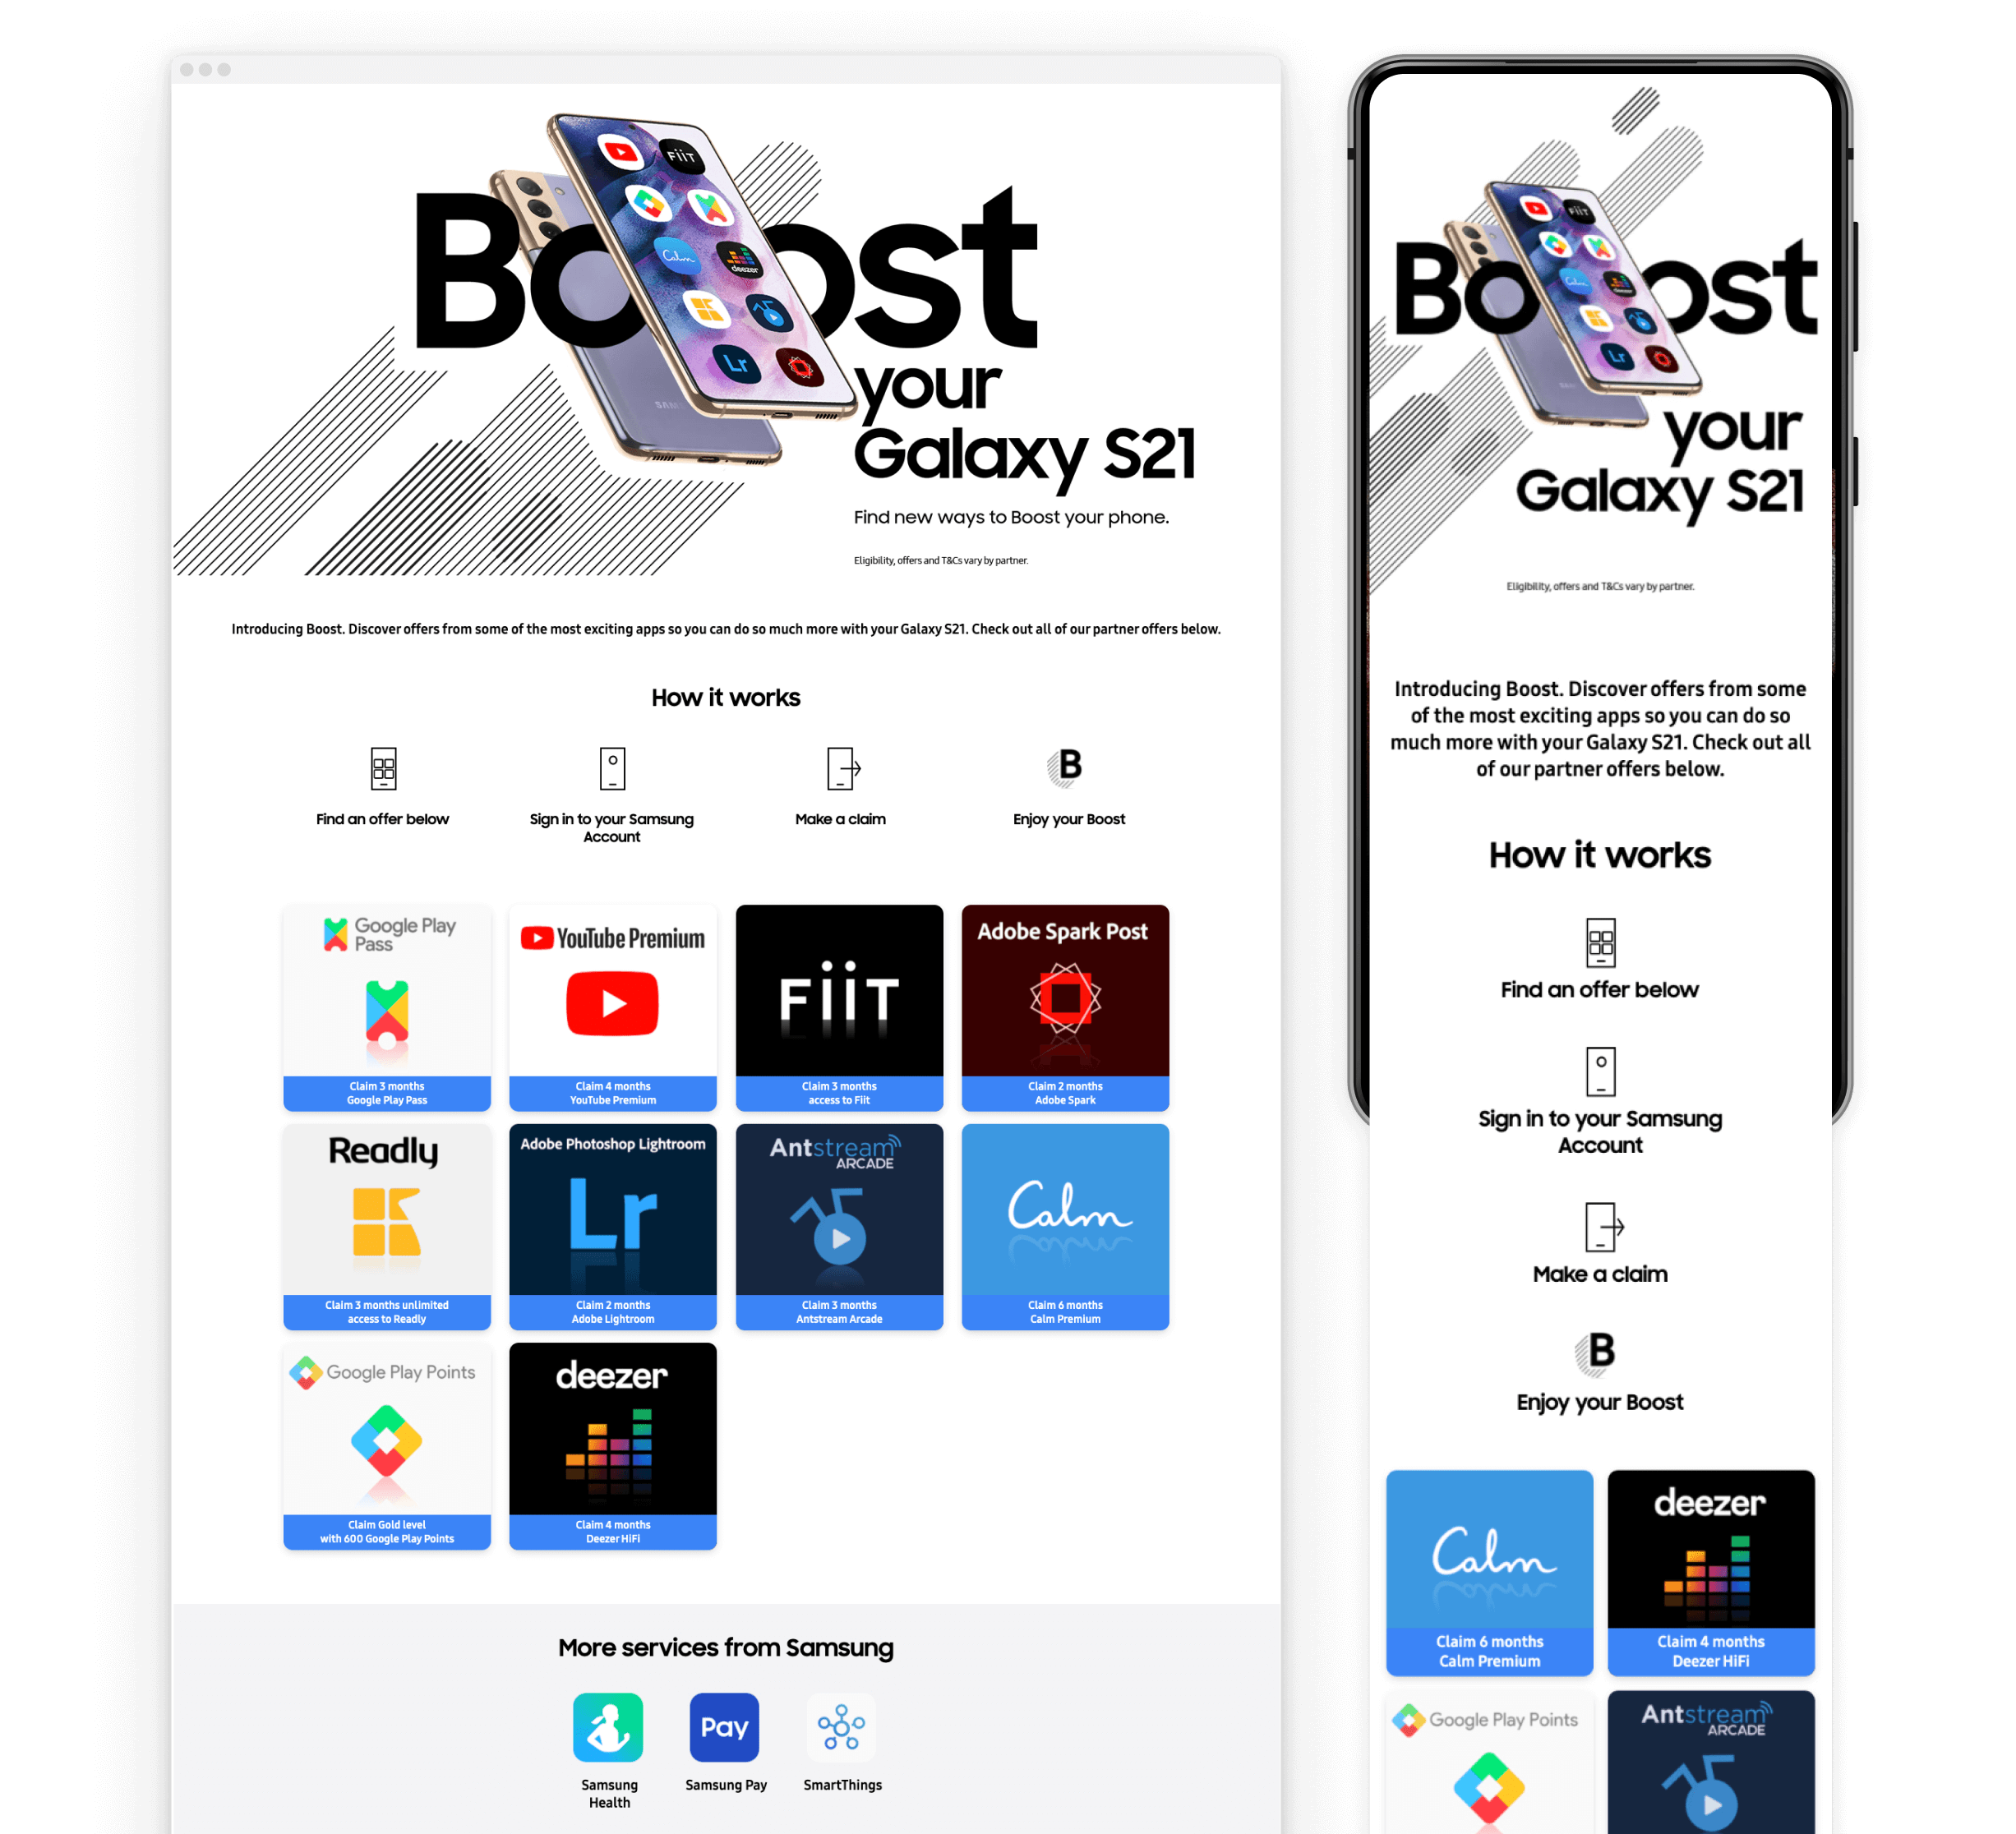 Boost
your
Galaxy S21
Find new ways to Boost your phone.
Eligibility, offers and T&Cs vary by partner.
FiiT
Calm
deezer
Lr
Introducing Boost. Discover offers from some of the most exciting apps so you can do so much more with your Galaxy S21. Check out all of our partner offers below.
How it works
Find an offer below
Sign in to your Samsung
Account
Make a claim
B
Enjoy your Boost
Google Play
Pass
Claim 3 months
Google Play Pass
YouTube Premium
Claim 4 months
YouTube Premium
FiiT
Claim 3 months
access to Fiit
Adobe Spark Post
Claim 2 months
Adobe Spark
Readly
Claim 3 months unlimited
access to Readly
Adobe Photoshop Lightroom
Lr
Claim 2 months
Adobe Lightroom
Antstream
ARCADE
Claim 3 months
Antstream Arcade
Calm
Claim 6 months
Calm Premium
Google Play Points
Claim Gold level
with 600 Google Play Points
deezer
Claim 4 months
Deezer HiFi
More services from Samsung
Samsung
Health
Pay
Samsung Pay
SmartThings
Boost
your
Galaxy S21
FiiT
Calm
deezer
Lr
Eligibility, offers and T&Cs vary by partner.
Introducing Boost. Discover offers from some
of the most exciting apps so you can do so
much more with your Galaxy S21. Check out all
of our partner offers below.
How it works
Find an offer below
Sign in to your Samsung
Account
Make a claim
B
Enjoy your Boost
Calm
Claim 6 months
Calm Premium
deezer
Claim 4 months
Deezer HiFi
Google Play Points
Antstream
ARCADE